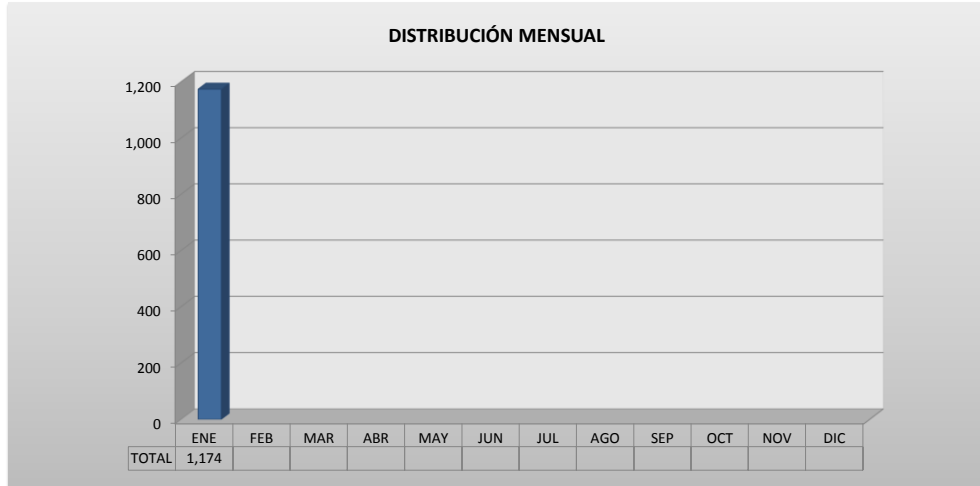 DISTRIBUCIÓN MENSUAL
1,200
1,000
800
600
400
200
0
ENE FEB MAR ABR MAY JUN JUL AGO SEP OCT NOV DIC
TOTAL 1,174